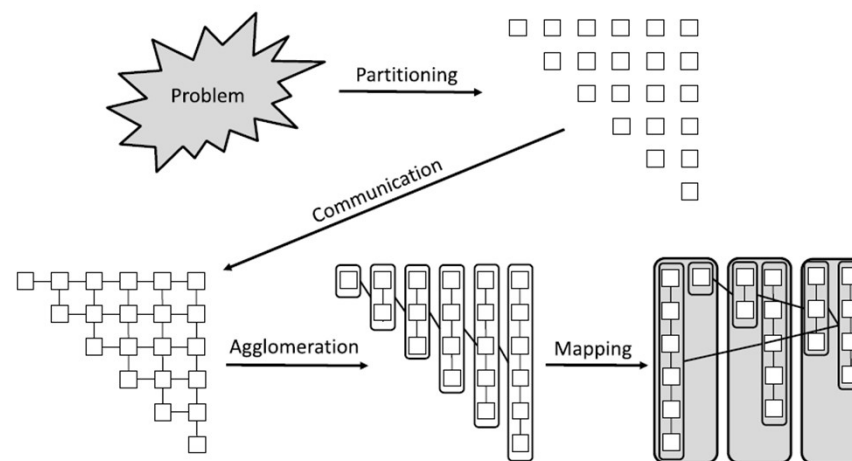 Problem
Partitioning
Communication
Agglomeration
Mapping